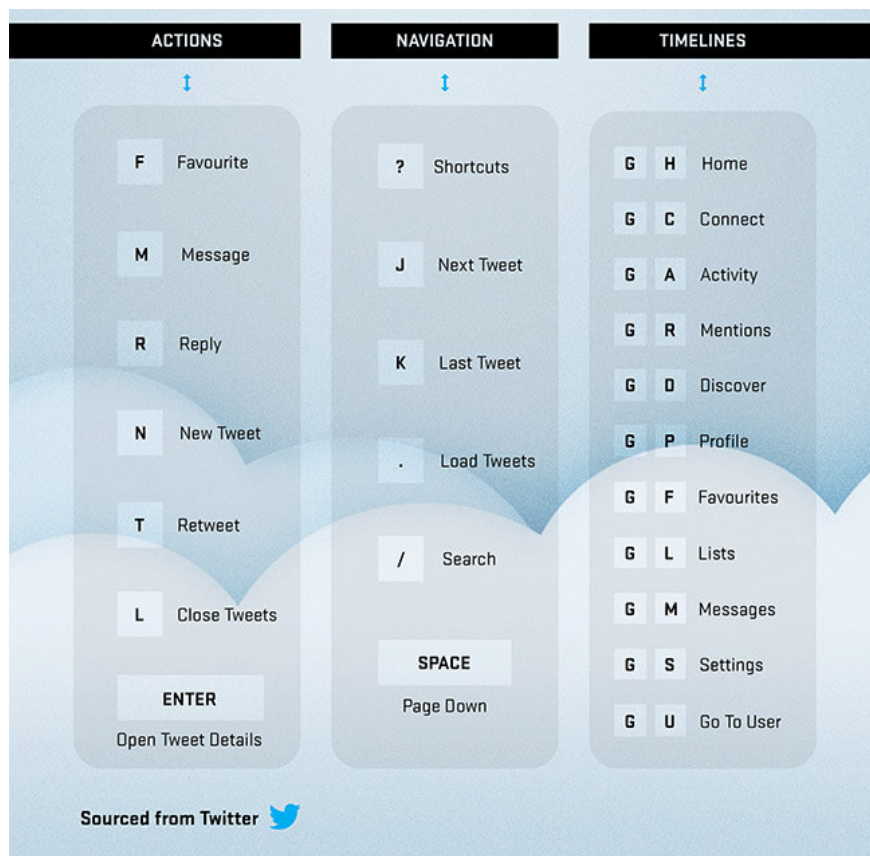 ACTIONS
F Favourite
M Message
R Reply
N New Tweet
T Retweet
L Close Tweets
ENTER
Open Tweet Details
NAVIGATION
? Shortcuts
J Next Tweet
K Last Tweet
. Load Tweets
/ Search
SPACE
Page Down
TIMELINES
G H Home
G C Connect
G A Activity
G R Mentions
G D Discover
G P Profile
G F Favourites
G L Lists
G M Messages
G S Settings
G U Go To User
Sourced from Twitter